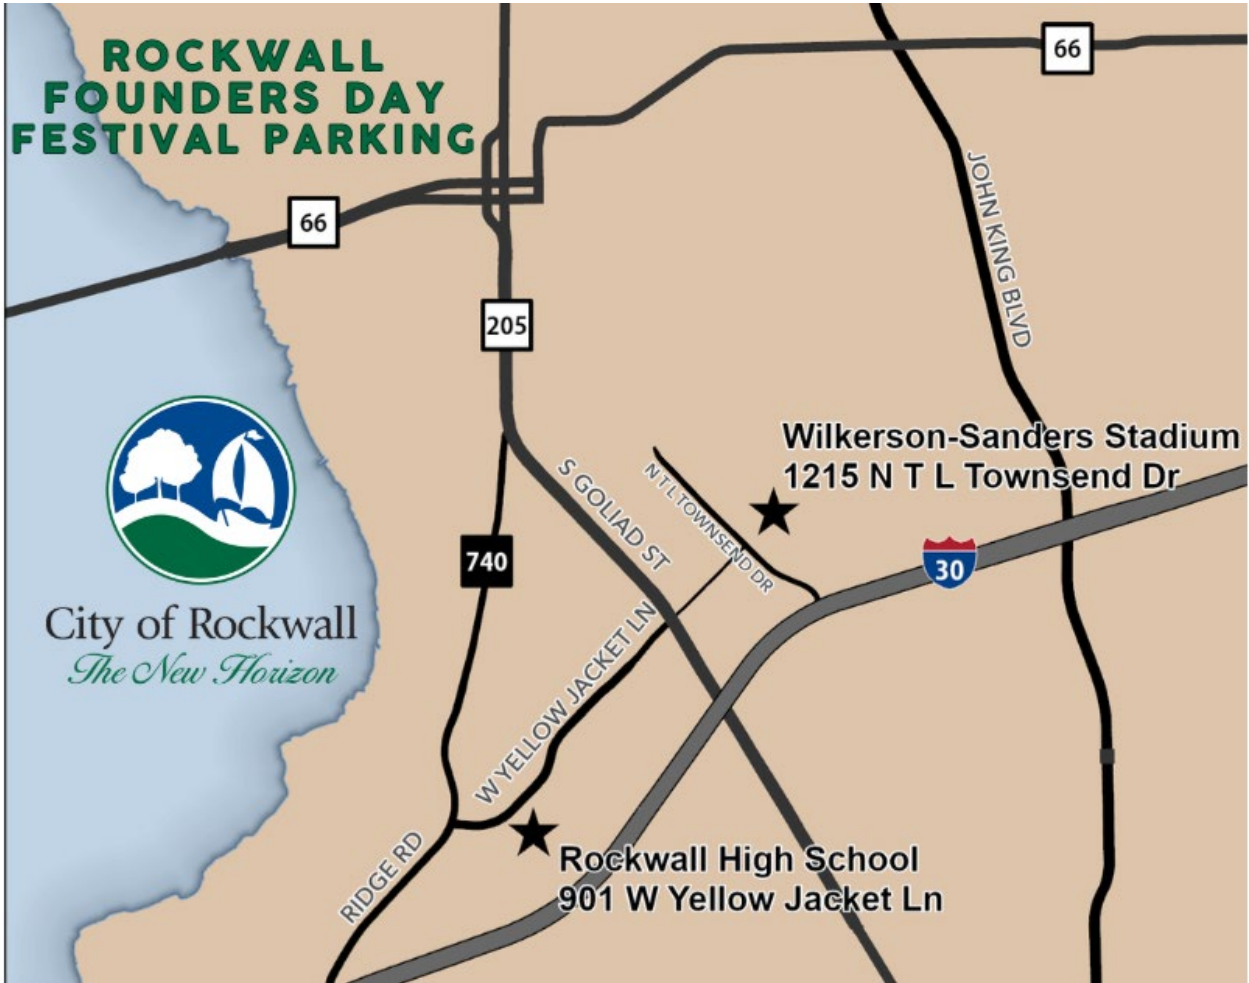 ROCKWALL
FOUNDERS DAY
FESTIVAL PARKING
66
66
205
JOHN KING BLVD
Wilkerson-Sanders Stadium
1215 N T L Townsend Dr
S GOLIAD ST
N T L TOWNSEND DR
740
30
City of Rockwall
The New Horizon
W YELLOW JACKET LN
RIDGE RD
Rockwall High School
901 W Yellow Jacket Ln